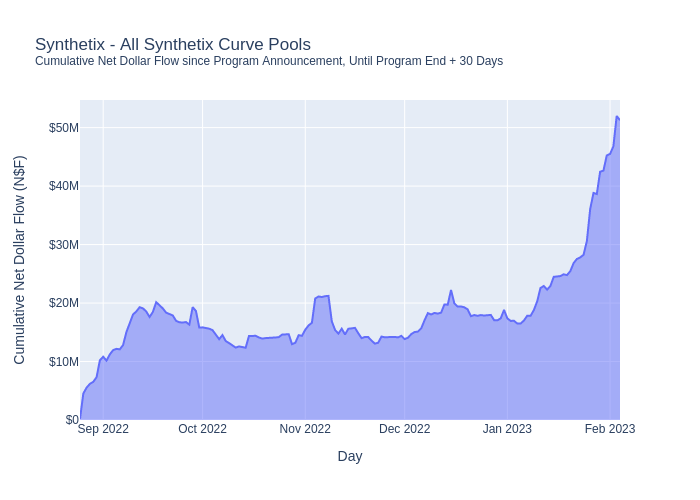 Synthetix - All Synthetix Curve Pools
Cumulative Net Dollar Flow since Program Announcement, Until Program End + 30 Days
Cumulative Net Dollar Flow (N$F)
$50M
$40M
$30M
$20M
$10M
$0
Sep 2022
Oct 2022
Nov 2022
Dec 2022
Jan 2023
Feb 2023
Day